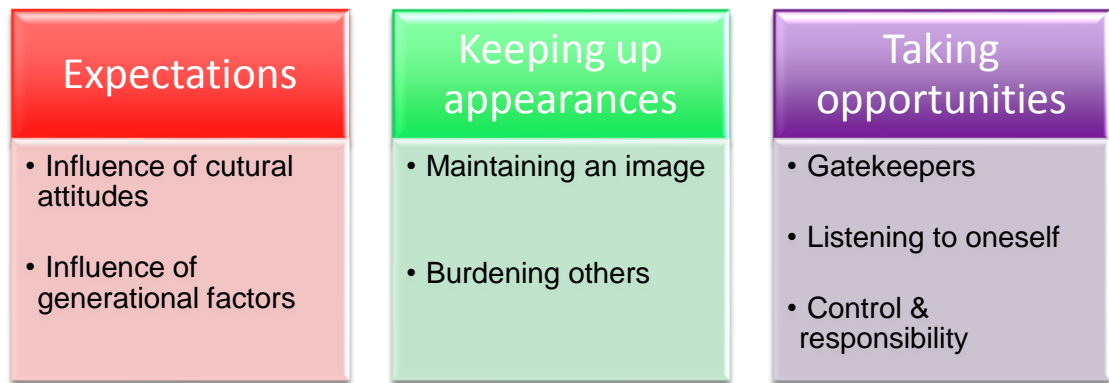 Expectations
• Influence of cutural
attitudes
• Influence of
generational factors
Keeping up
appearances
• Maintaining an image
• Burdening others
Taking
opportunities
• Gatekeepers
• Listening to oneself
• Control &
responsibility